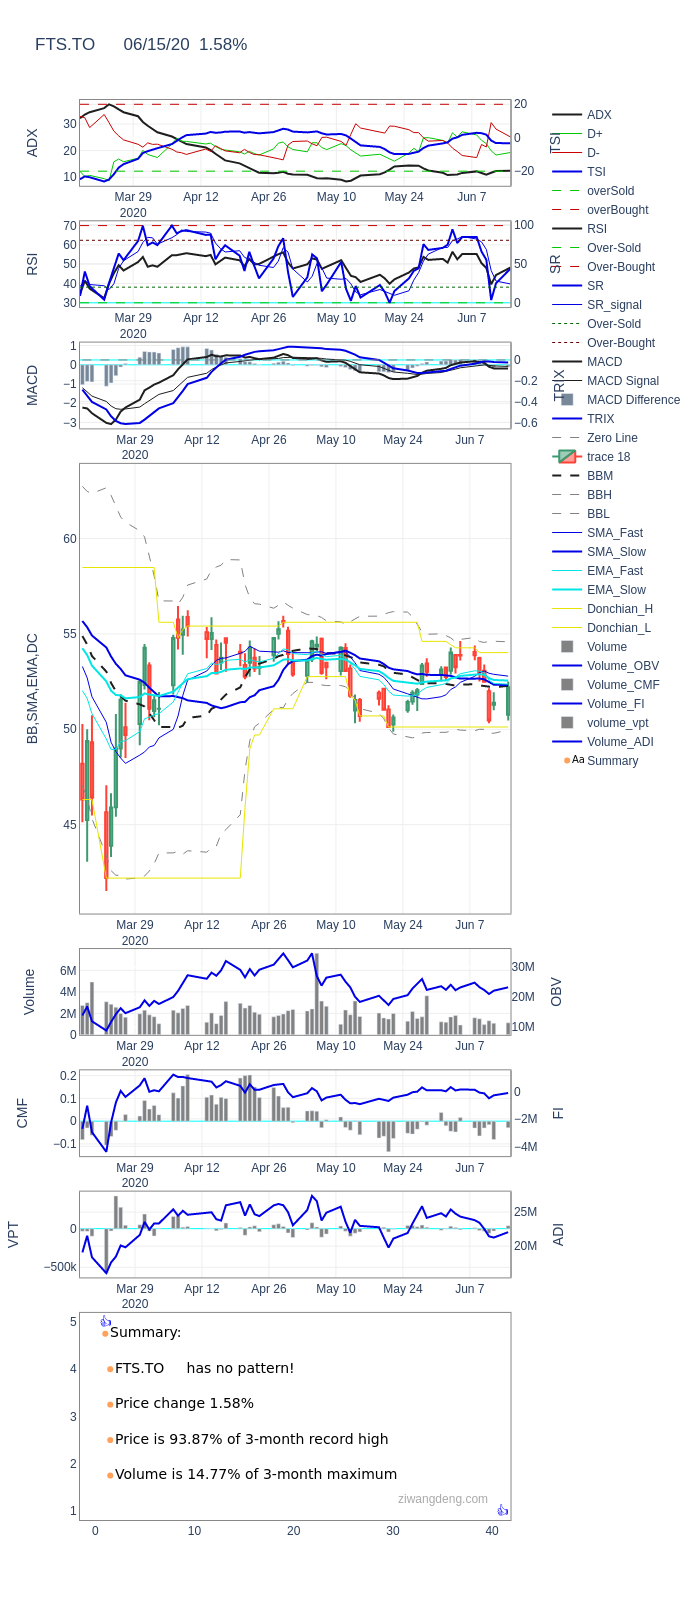 FTS.TO 06/15/20 1.58%
ADX
30
20
10
20
0
−20
TSI
Mar 29 Apr 12 Apr 26 May 10 May 24 Jun 7
2020
RSI
70
60
50
40
30
100
50
0
SR
Mar 29 Apr 12 Apr 26 May 10 May 24 Jun 7
2020
MACD
1
0
−1
−2
−3
0
−0.2
−0.4
−0.6
TRIX
Mar 29 Apr 12 Apr 26 May 10 May 24 Jun 7
2020
BB,SMA,EMA,DC
60
55
50
45
Mar 29 Apr 12 Apr 26 May 10 May 24 Jun 7
2020
Volume
6M
4M
2M
0
30M
20M
10M
OBV
Mar 29 Apr 12 Apr 26 May 10 May 24 Jun 7
2020
CMF
0.2
0.1
0
−0.1
0
−2M
−4M
FI
Mar 29 Apr 12 Apr 26 May 10 May 24 Jun 7
2020
VPT
0
−500k
25M
20M
ADI
Mar 29 Apr 12 Apr 26 May 10 May 24 Jun 7
2020
5
4
3
2
1
👍
Summary:
FTS.TO has no pattern!
Price change 1.58%
Price is 93.87% of 3-month record high
Volume is 14.77% of 3-month maximum
ziwangdeng.com
👍
0 10 20 30 40
ADX
D+
D-
TSI
overSold
overBought
RSI
Over-Sold
Over-Bought
SR
SR_signal
Over-Sold
Over-Bought
MACD
MACD Signal
MACD Difference
TRIX
Zero Line
trace 18
BBM
BBH
BBL
SMA_Fast
SMA_Slow
EMA_Fast
EMA_Slow
Donchian_H
Donchian_L
Volume
Volume_OBV
Volume_CMF
Volume_FI
volume_vpt
Volume_ADI
Aa Summary